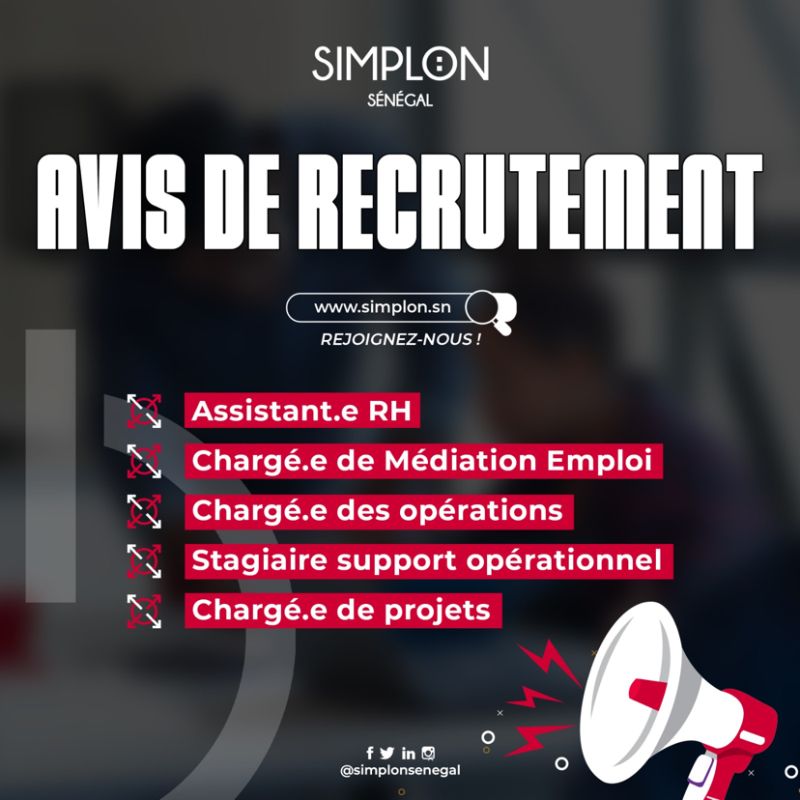 SIMPLON
SÉNÉGAL
AVIS DE RECRUTEMENT
www.simplon.sn
REJOIGNEZ-NOUS !
Assistant.e RH
Chargé.e de Médiation Emploi
Chargé.e des opérations
Stagiaire support opérationnel
Chargé.e de projets
@simplonsenegal